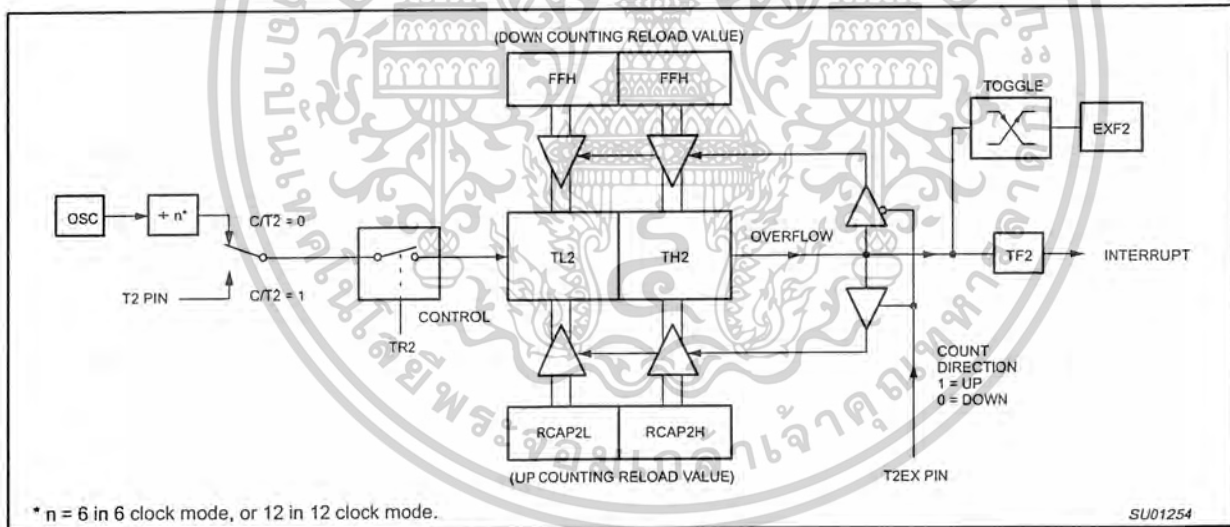 (DOWN COUNTING RELOAD VALUE)
FFH FFH
TOGGLE
EXF2
OSC
÷ n*
C/T2 = 0
TL2 TH2
OVERFLOW
TF2
INTERRUPT
T2 PIN
C/T2 = 1
CONTROL
TR2
COUNT
DIRECTION
1 = UP
0 = DOWN
RCAP2L RCAP2H
(UP COUNTING RELOAD VALUE)
T2EX PIN
* n = 6 in 6 clock mode, or 12 in 12 clock mode.
SU01254